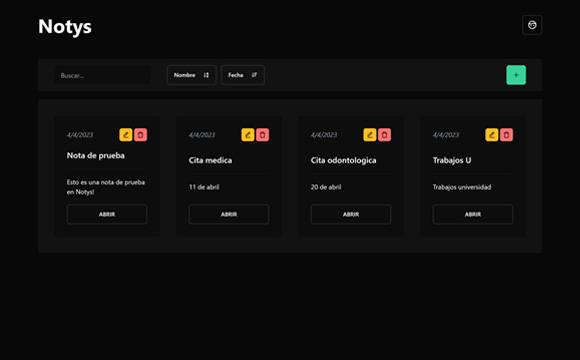 Notys
Buscar...
Nombre
Fecha
+
4/4/2023
Nota de prueba
Esto es una nota de prueba
en Notys!
ABRIR
4/4/2023
Cita medica
11 de abril
ABRIR
4/4/2023
Cita odontologica
20 de abril
ABRIR
4/4/2023
Trabajos U
Trabajos universidad
ABRIR